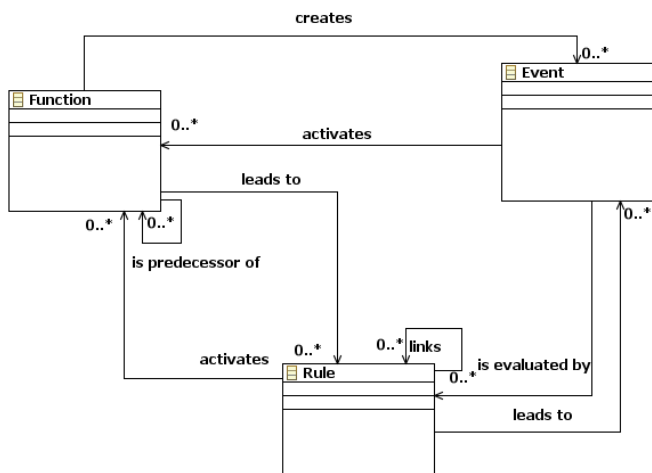 creates
0..*
Function
Event
0..*
activates
leads to
0..*
0..*
0..*
is predecessor of
0..*
0..*
links
activates
Rule
0..*
is evaluated by
leads to